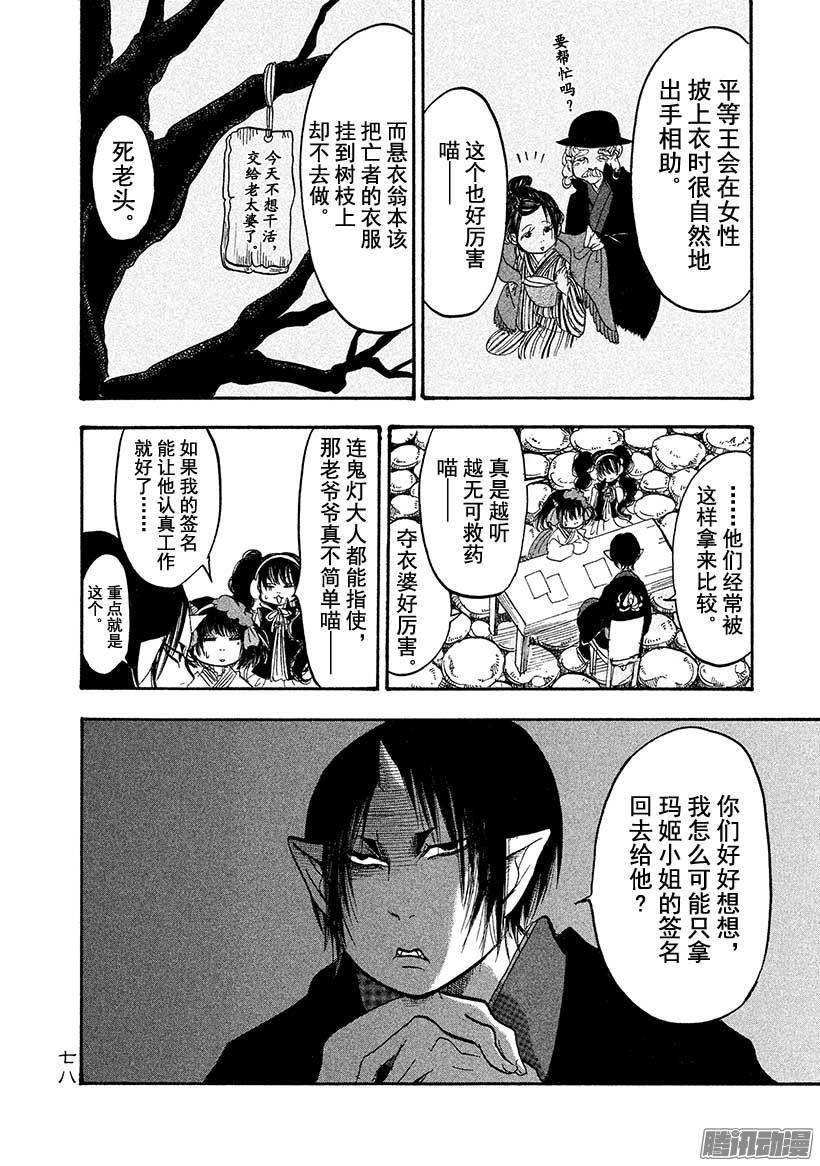 平等王会在女性
披上衣时很自然地
出手相助。
要帮忙吗？
这个也好厉害
喵——
而悬衣翁本该
把亡者的衣服
挂到树枝上
却不去做。
今天不想干活，
交给老太婆了。
死老头。
……他们经常被
这样拿来比较。
真是越听
越无可救药
喵——
夺衣婆好厉害。
连鬼灯大人都能指使，
那老爷爷真不简单喵——
如果我的签名
能让他认真工作
就好了……
重点就是
这个。
你们好好想想，
我怎么可能只拿
玛姬小姐的签名
回去给他？
七八
腾讯动漫